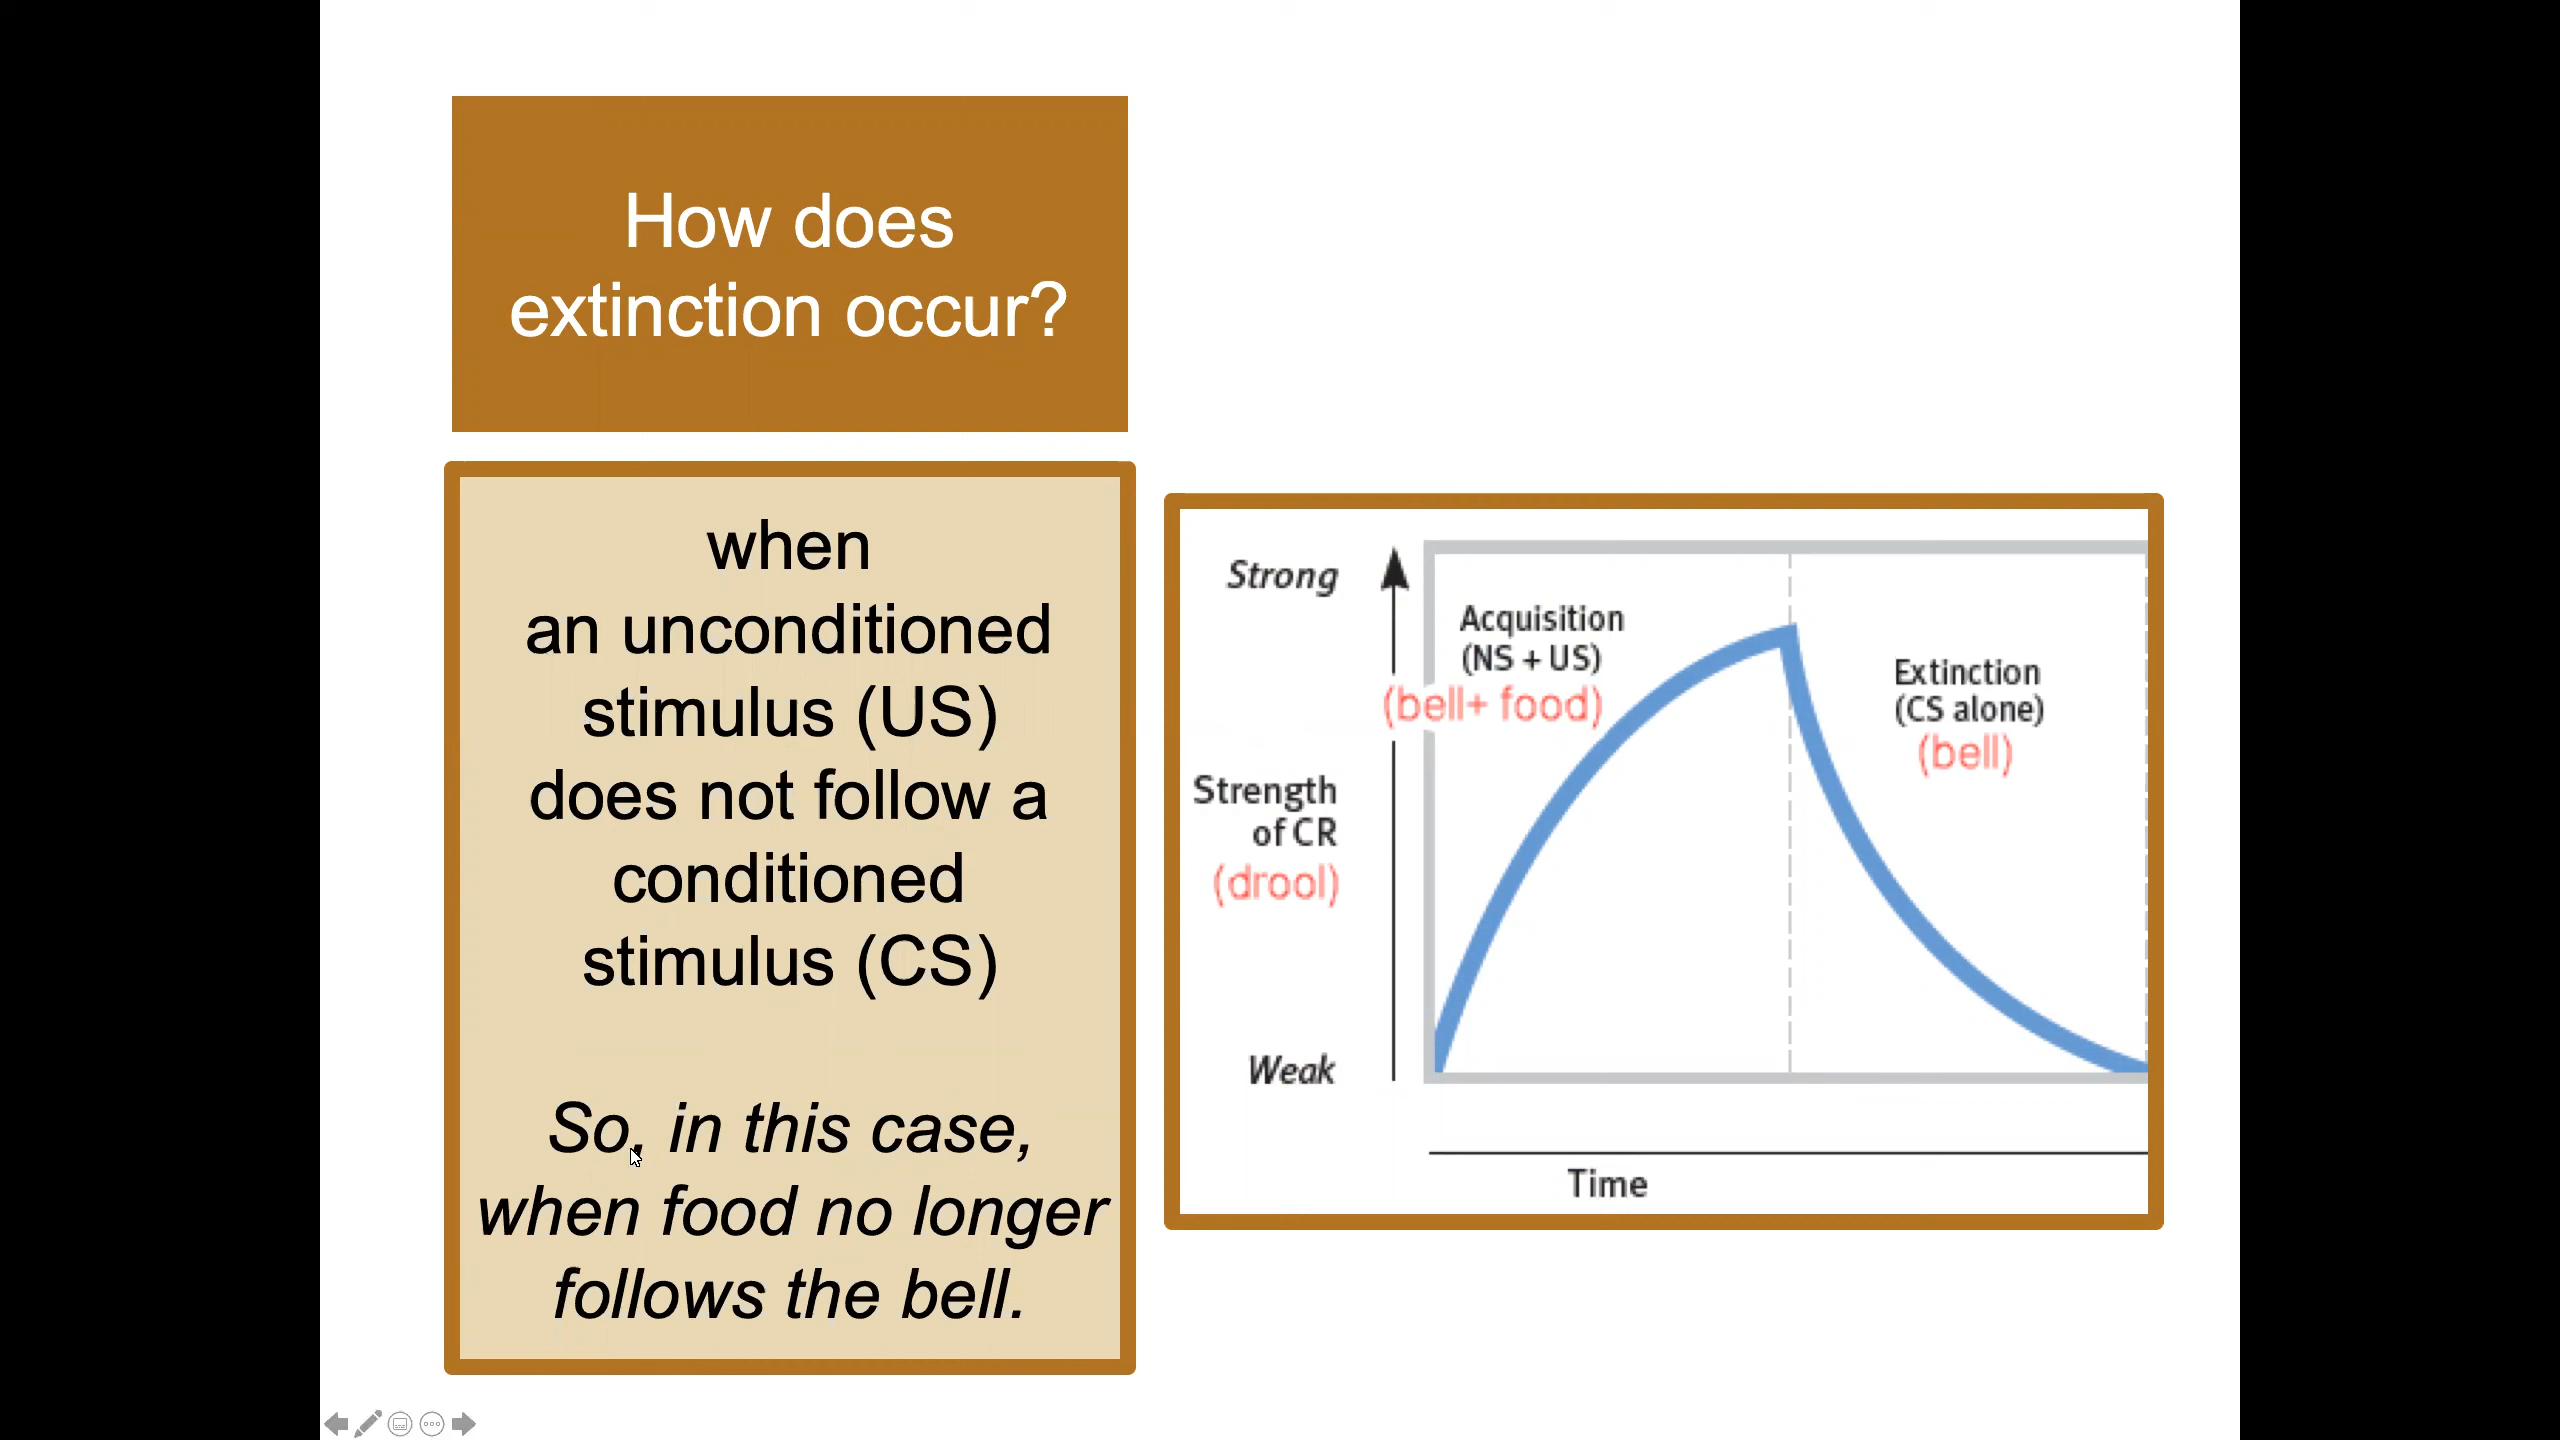 How does
extinction occur?
when
an unconditioned
stimulus (US)
does not follow a
conditioned
stimulus (CS)
So, in this case,
when food no longer
follows the bell.
Strong
Acquisition
(NS + US)
(bell+ food)
Extinction
(CS alone)
(bell)
Strength
of CR
(drool)
Weak
Time